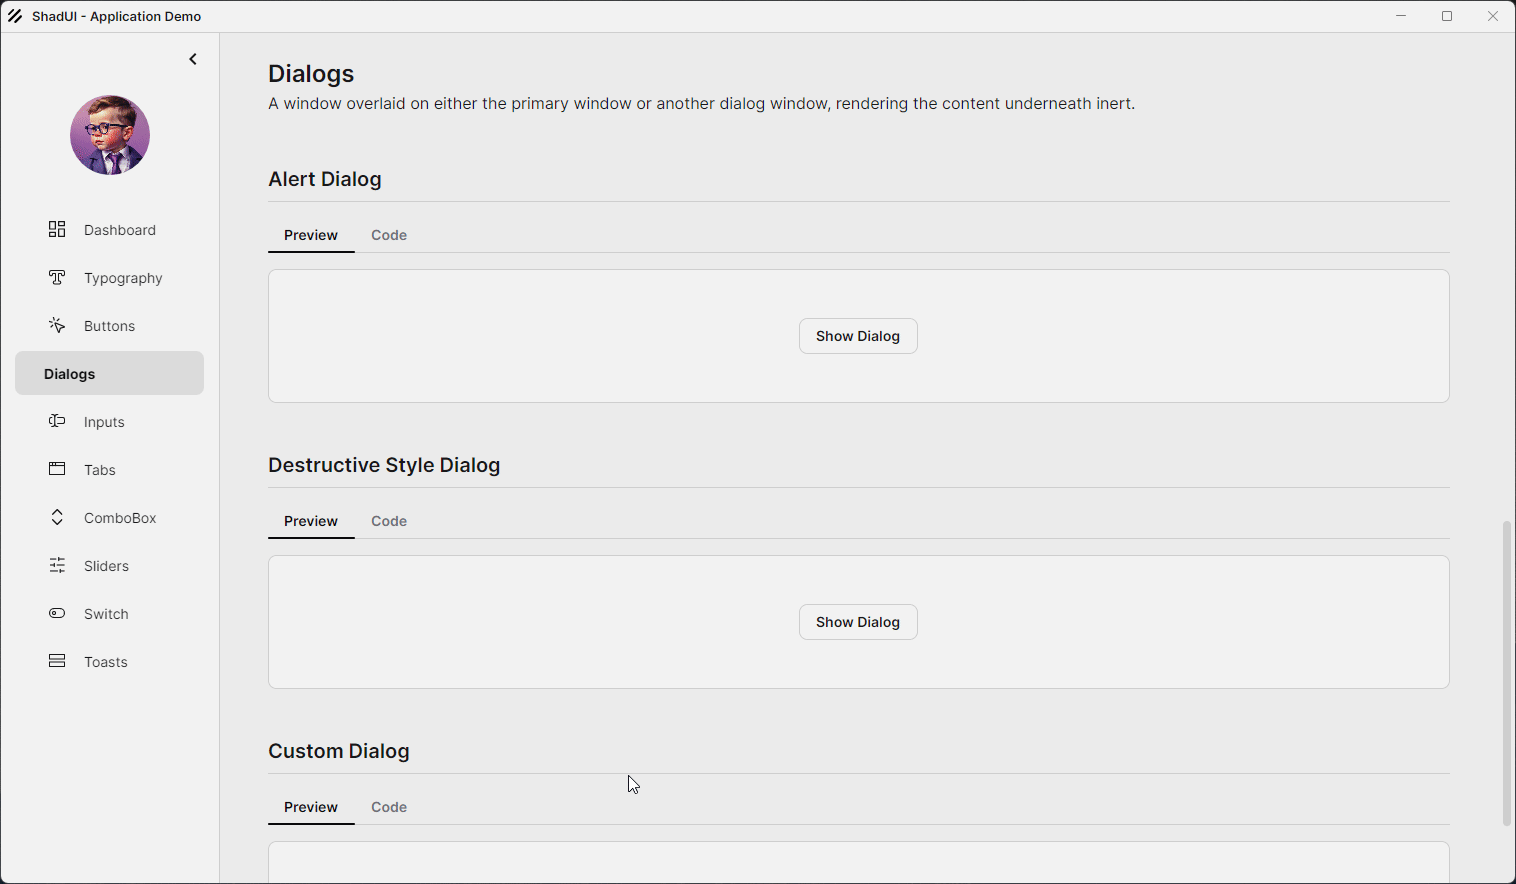 ShadUI - Application Demo
Dashboard
Typography
Buttons
Dialogs
Inputs
Tabs
ComboBox
Sliders
Switch
Toasts
Dialogs
A window overlaid on either the primary window or another dialog window, rendering the content underneath inert.
Alert Dialog
Preview Code
Show Dialog
Destructive Style Dialog
Preview Code
Show Dialog
Custom Dialog
Preview Code